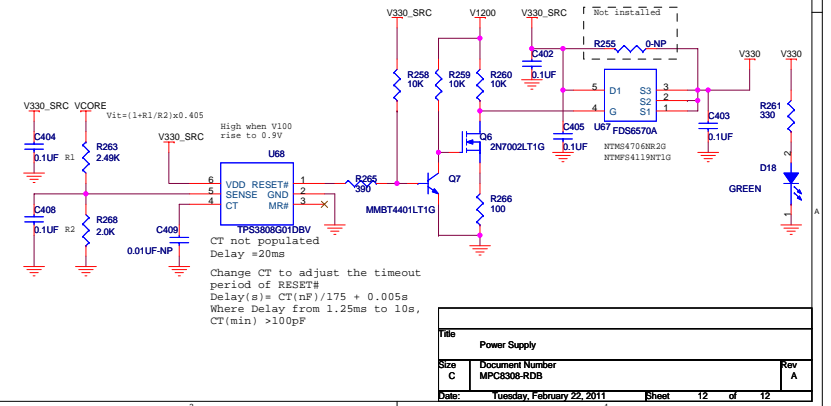 V330_SRC
V1200
V330_SRC
Not installed
R255
0-NP
C402
0.1UF
V330
V330
R258
10K
R259
10K
R260
10K
5
D1
S3
3
S2
2
4
G
S1
1
U67
FDS6570A
NTMS4706NR2G
NTMFS4119NT1G
C403
0.1UF
R261
330
V330_SRC
VCORE
Vit=(1+R1/R2)x0.405
V330_SRC
High when V100
rise to 0.9V
C404
0.1UF
R1
R263
2.49K
U68
6
VDD
RESET#
1
5
SENSE
GND
2
4
CT
MR#
3
TPS3808G01DBV
R265
390
Q6
2N7002LT1G
C405
0.1UF
Q7
MMBT4401LT1G
R266
100
2
D18
GREEN
1
C408
0.1UF
R2
R268
2.0K
C409
0.01UF-NP
A
CT not populated
Delay =20ms
Change CT to adjust the timeout
period of RESET#
Delay(s)= CT(nF)/175 + 0.005s
Where Delay from 1.25ms to 10s,
CT(min) >100pF
Title
Power Supply
Size
C
Document Number
MPC8308-RDB
Rev
A
Date:
Tuesday, February 22, 2011
Sheet
12
of
12